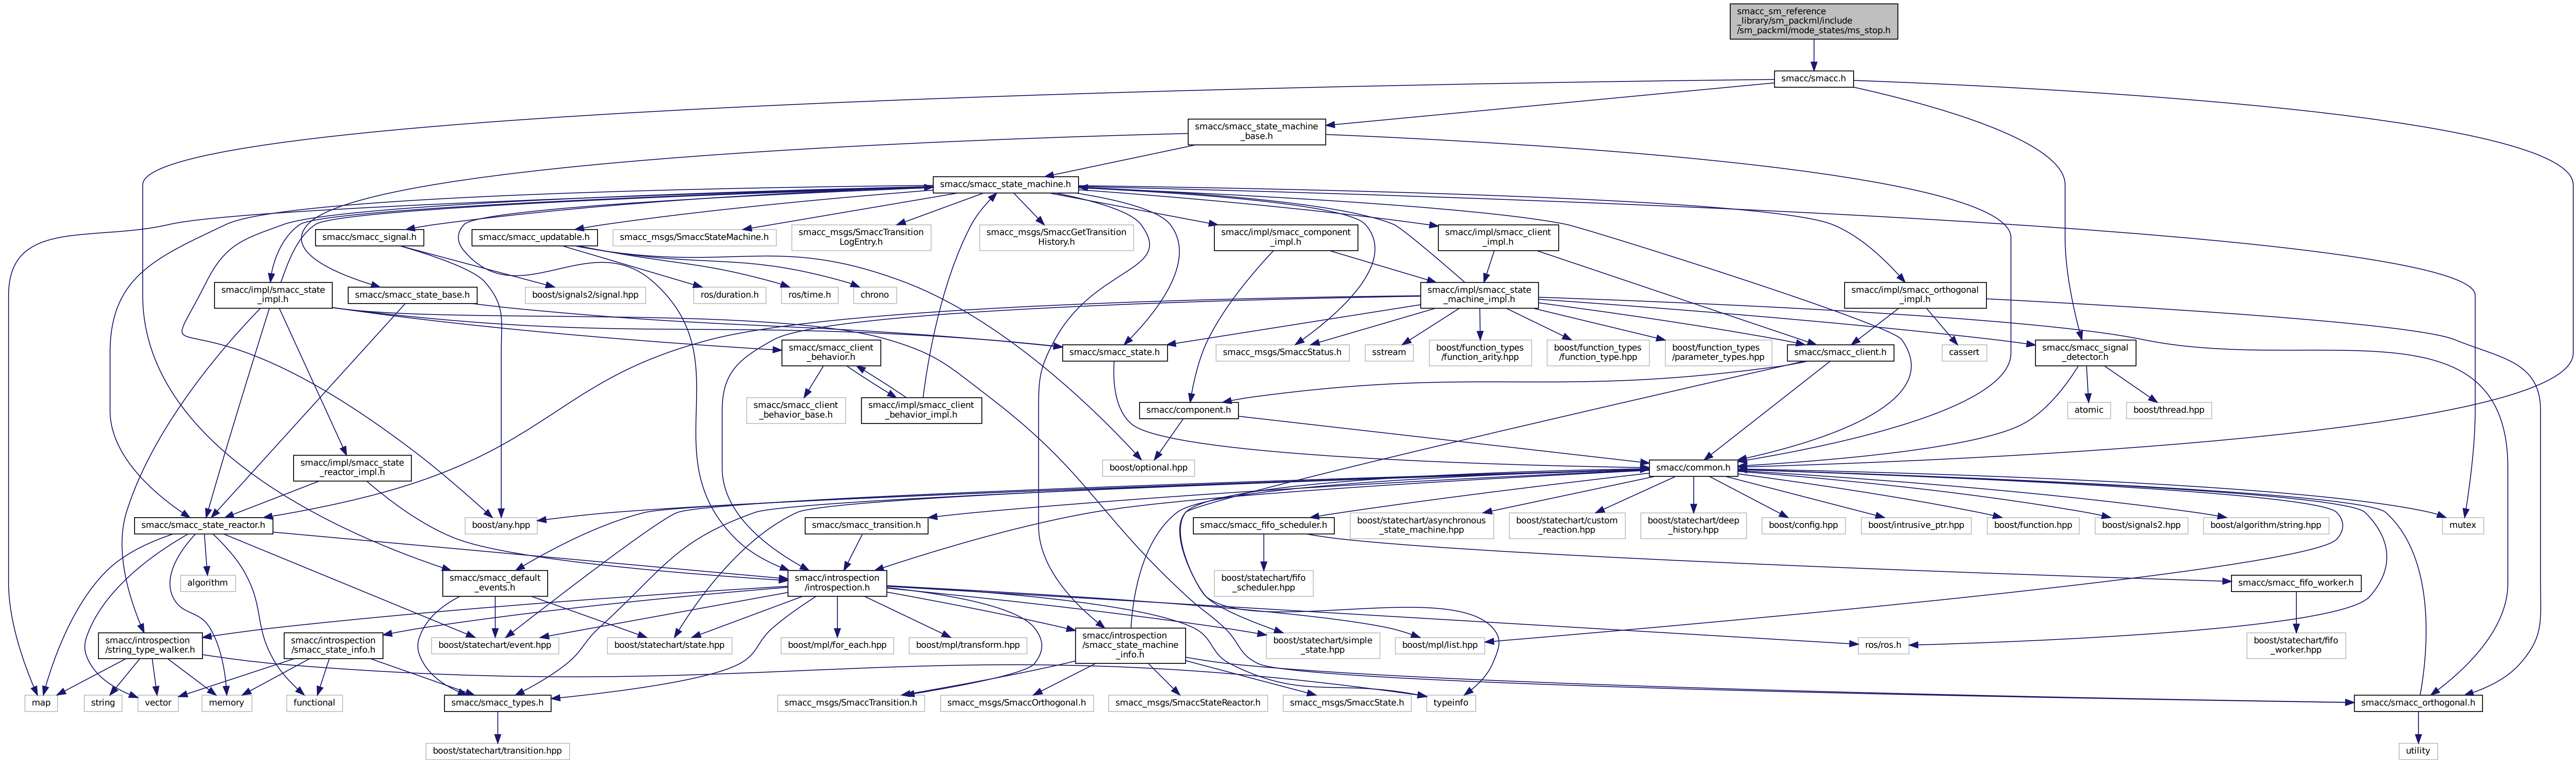 smacc_sm_reference
_library/sm_packml/include
/sm_packml/mode_states/ms_stop.h
smacc/smacc.h
smacc/smacc_state_machine
_base.h
smacc/smacc_state_machine.h
smacc/smacc_signal.h
smacc/smacc_updatable.h
smacc_msgs/SmaccStateMachine.h
smacc_msgs/SmaccTransition
LogEntry.h
smacc_msgs/SmaccGetTransition
History.h
smacc/impl/smacc_component
_impl.h
smacc/impl/smacc_client
_impl.h
smacc/impl/smacc_state
_impl.h
smacc/smacc_state_base.h
boost/signals2/signal.hpp
ros/duration.h
ros/time.h
chrono
smacc/impl/smacc_state
_machine_impl.h
smacc/impl/smacc_orthogonal
_impl.h
smacc/smacc_client
_behavior.h
smacc/smacc_state.h
smacc_msgs/SmaccStatus.h
sstream
boost/function_types
/function_arity.hpp
boost/function_types
/function_type.hpp
boost/function_types
/parameter_types.hpp
smacc/smacc_client.h
cassert
smacc/smacc_signal
_detector.h
smacc/smacc_client
_behavior_base.h
smacc/impl/smacc_client
_behavior_impl.h
smacc/component.h
atomic
boost/thread.hpp
smacc/impl/smacc_state
_reactor_impl.h
boost/optional.hpp
smacc/common.h
smacc/smacc_state_reactor.h
boost/any.hpp
smacc/smacc_transition.h
smacc/smacc_fifo_scheduler.h
boost/statechart/asynchronous
_state_machine.hpp
boost/statechart/custom
_reaction.hpp
boost/statechart/deep
_history.hpp
boost/config.hpp
boost/intrusive_ptr.hpp
boost/function.hpp
boost/signals2.hpp
boost/algorithm/string.hpp
mutex
algorithm
smacc/smacc_default
_events.h
smacc/introspection
/introspection.h
boost/statechart/fifo
_scheduler.hpp
smacc/smacc_fifo_worker.h
smacc/introspection
/string_type_walker.h
smacc/introspection
/smacc_state_info.h
boost/statechart/event.hpp
boost/statechart/state.hpp
boost/mpl/for_each.hpp
boost/mpl/transform.hpp
smacc/introspection
/smacc_state_machine
_info.h
boost/statechart/simple
_state.hpp
boost/mpl/list.hpp
ros/ros.h
boost/statechart/fifo
_worker.hpp
map
string
vector
memory
functional
smacc/smacc_types.h
smacc_msgs/SmaccTransition.h
smacc_msgs/SmaccOrthogonal.h
smacc_msgs/SmaccStateReactor.h
smacc_msgs/SmaccState.h
typeinfo
smacc/smacc_orthogonal.h
boost/statechart/transition.hpp
utility